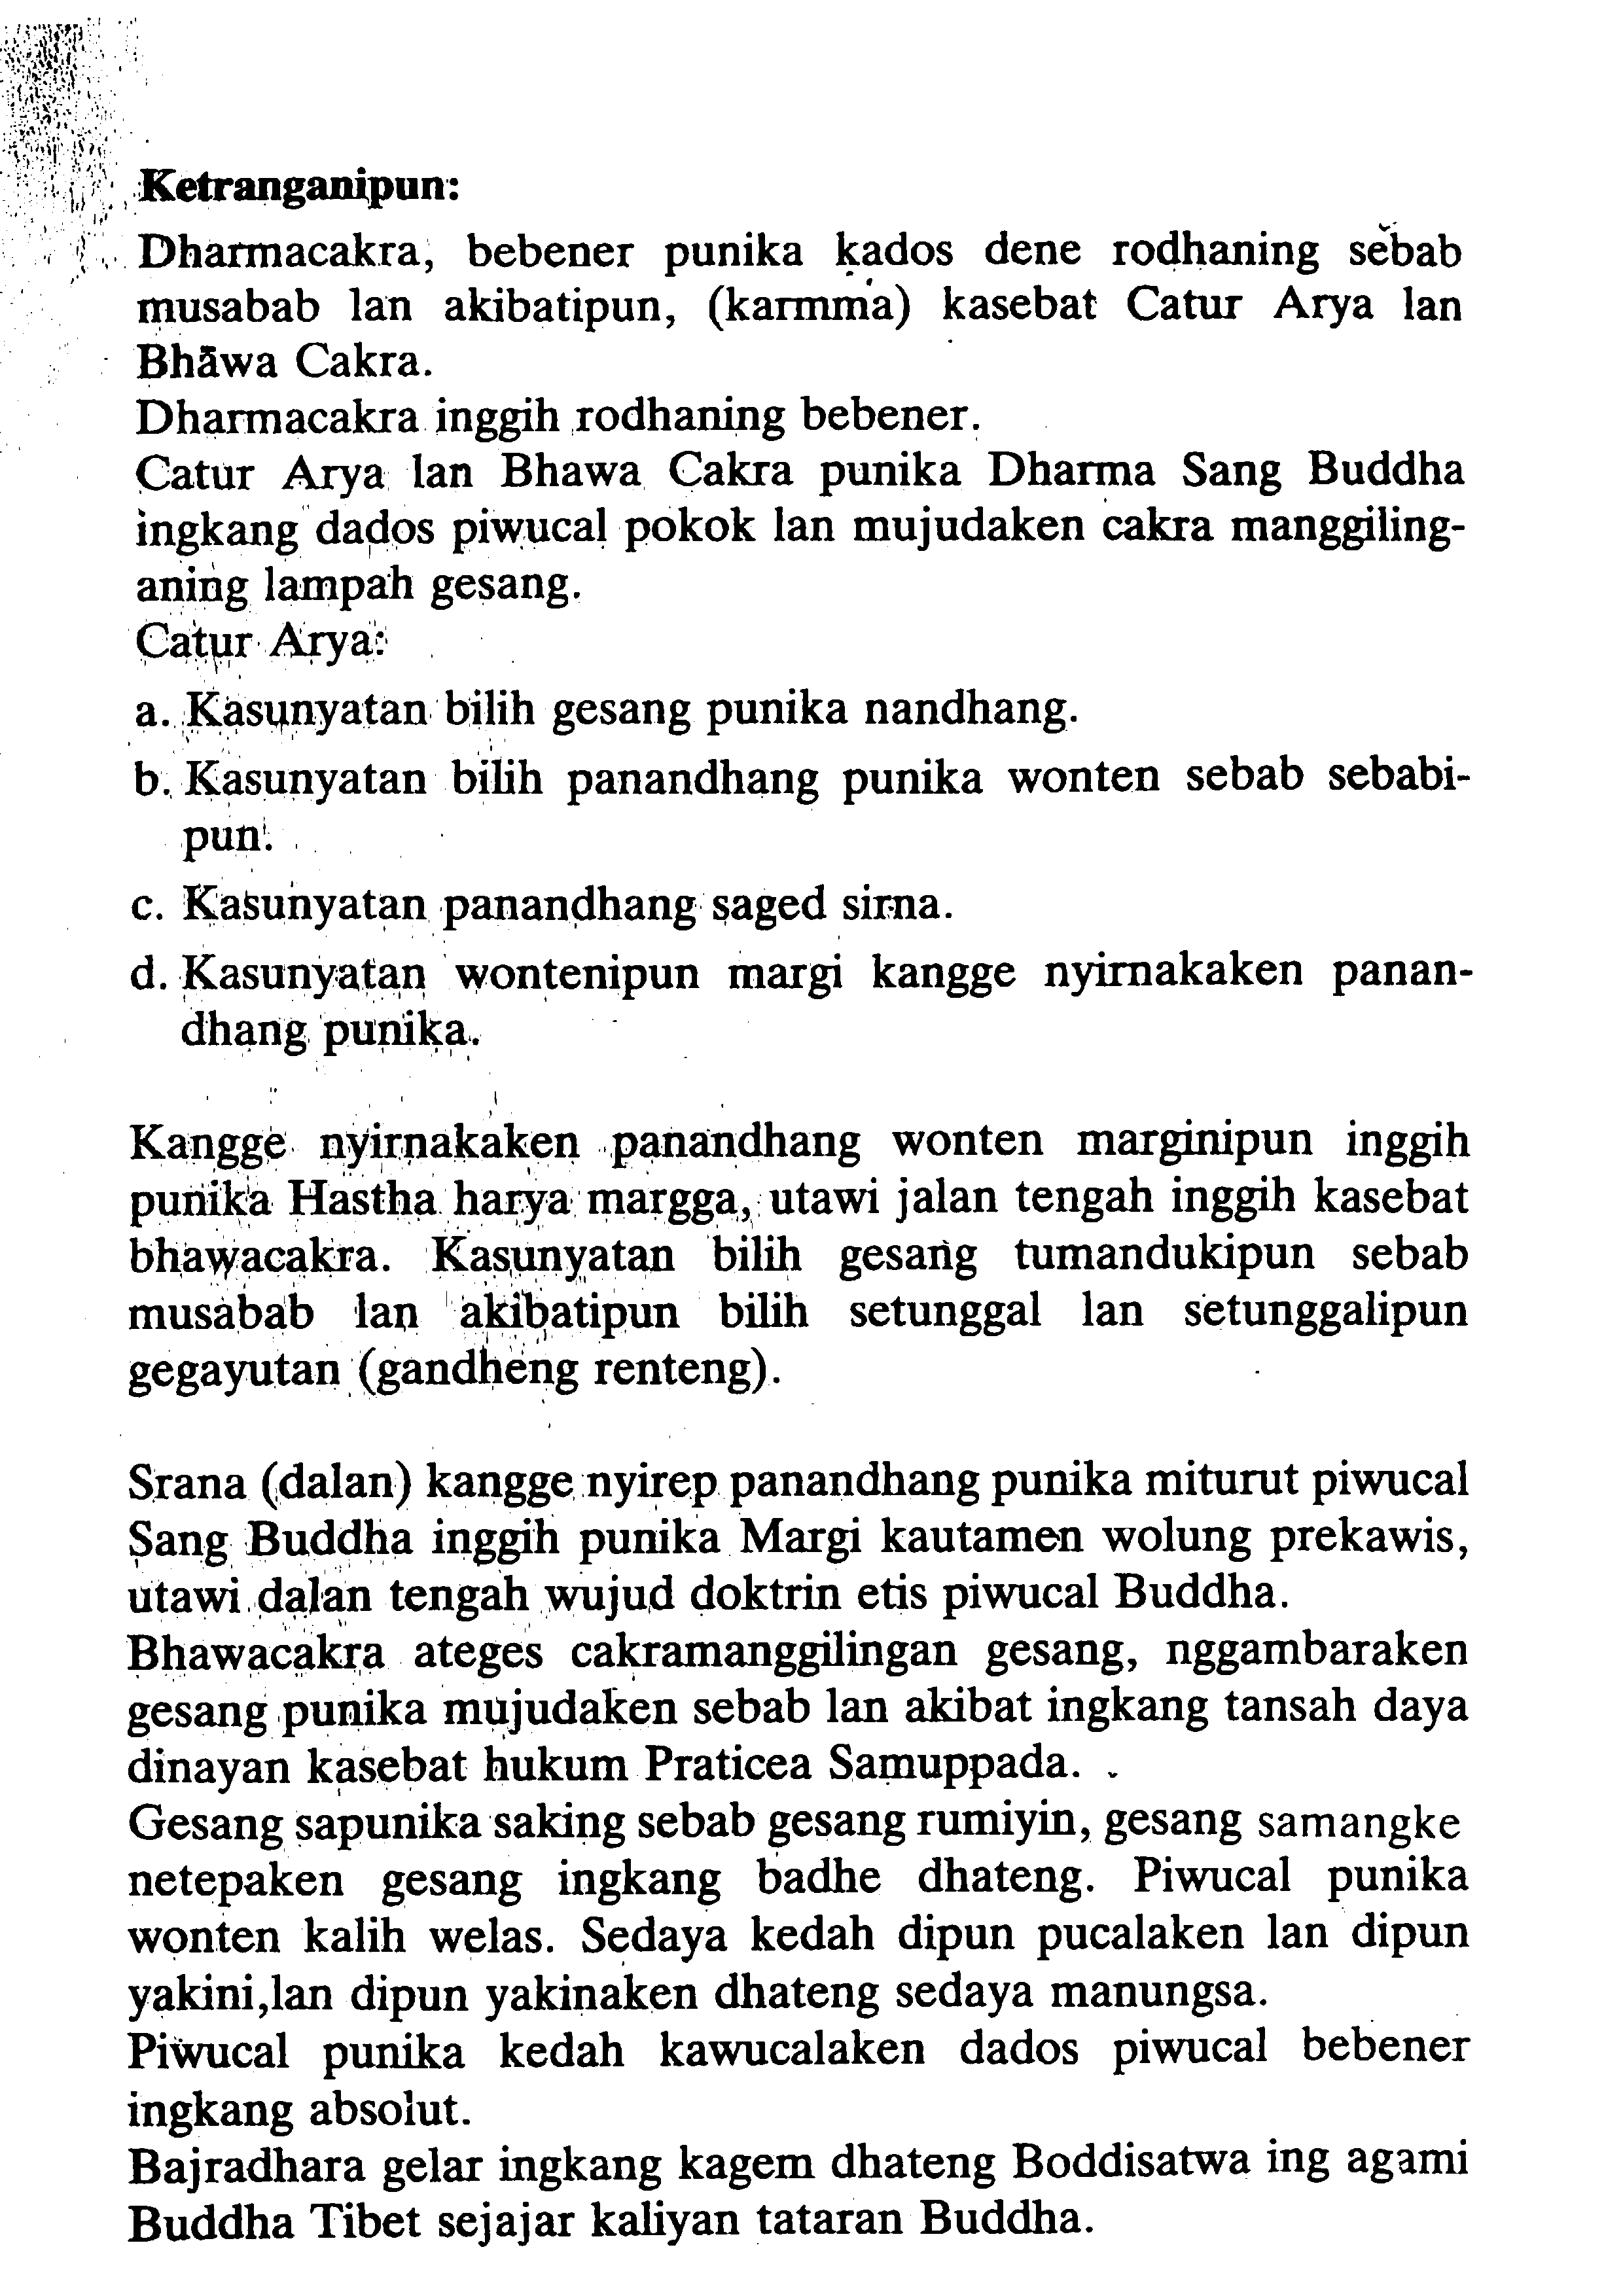 Ketranganipun:
Dharmacakra, bebener punika kados dene rodhaning sebab
musabab lan akibatipun, (karmma) kasebat Catur Arya lan
Bhāwa Cakra.
Dharmacakra inggih rodhaning bebener.
Catur Arya lan Bhawa Cakra punika Dharma Sang Buddha
ingkang dados piwucal pokok lan mujudaken cakra manggiling-
aning lampah gesang.
Catur Arya:
a. Kasunyatan bilih gesang punika nandhang.
b. Kasunyatan bilih panandhang punika wonten sebab sebabi-
pun.
c. Kasunyatan panandhang saged sirna.
d. Kasunyatan wontenipun margi kangge nyirnakaken panan-
dhang punika.
Kangge nyirnakaken panandhang wonten marginipun inggih
punika Hastha harya margga, utawi jalan tengah inggih kasebat
bhawacakra. Kasunyatan bilih gesang tumandukipun sebab
musabab lan akibatipun bilih setunggal lan setunggalipun
gegayutan (gandheng renteng).
Srana (dalan) kangge nyirep panandhang punika miturut piwucal
Sang Buddha inggih punika Margi kautamen wolung prekawis,
utawi dalan tengah wujud doktrin etis piwucal Buddha.
Bhawacakra ateges cakramanggilingan gesang, nggambaraken
gesang punika mujudaken sebab lan akibat ingkang tansah daya
dinayan kasebat hukum Praticea Samuppada.
Gesang sapunika saking sebab gesang rumiyin, gesang samangke
netepaken gesang ingkang badhe dhateng. Piwucal punika
wonten kalih welas. Sedaya kedah dipun pucalaken lan dipun
yakini,lan dipun yakinaken dhateng sedaya manungsa.
Piwucal punika kedah kawucalaken dados piwucal bebener
ingkang absolut.
Bajradhara gelar ingkang kagem dhateng Boddisatwa ing agami
Buddha Tibet sejajar kaliyan tataran Buddha.